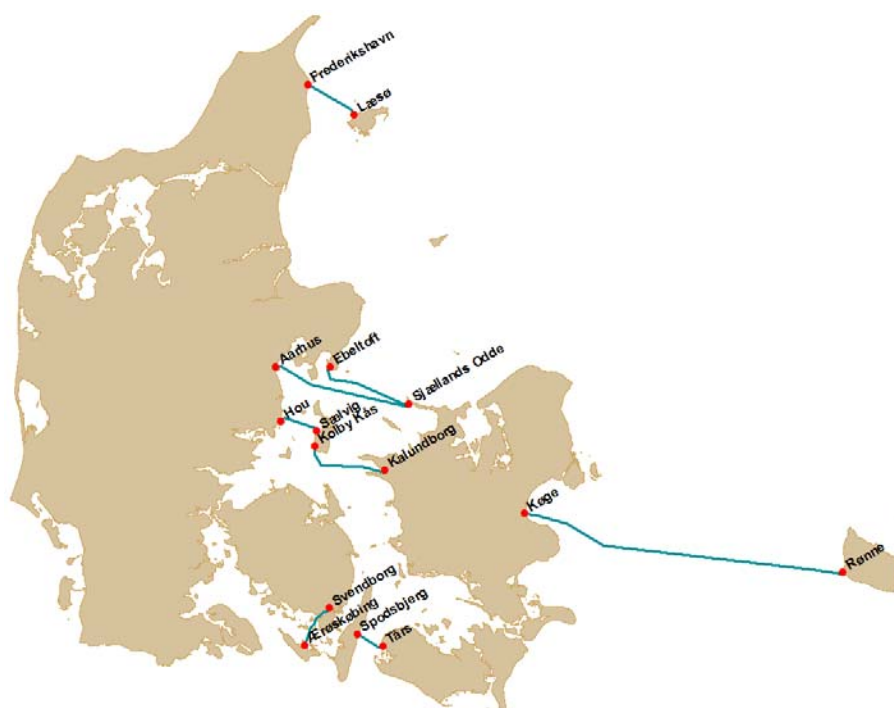 Frederikshavn
Læsø
Aarhus
Ebeltoft
Sjællands Odde
Hou
Sælvig
Kolby Kås
Kalundborg
Køge
Rønne
Svendborg
Ærøskøbing
Spodsbjerg
Tårs